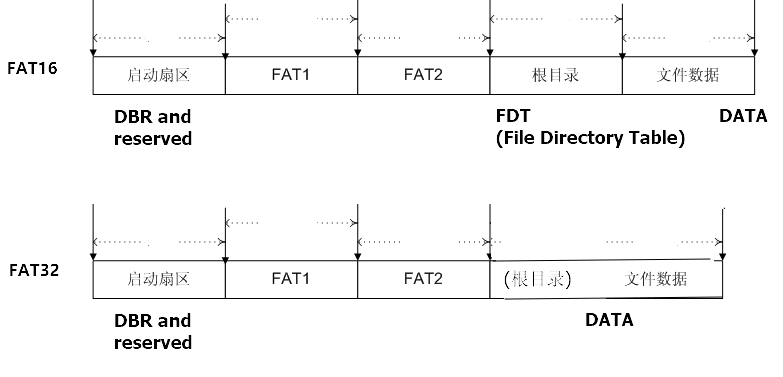 FAT16
启动扇区 FAT1 FAT2 根目录 文件数据
DBR and
reserved
FDT
(File Directory Table)
DATA
FAT32
启动扇区 FAT1 FAT2 (根目录) 文件数据
DBR and
reserved
DATA